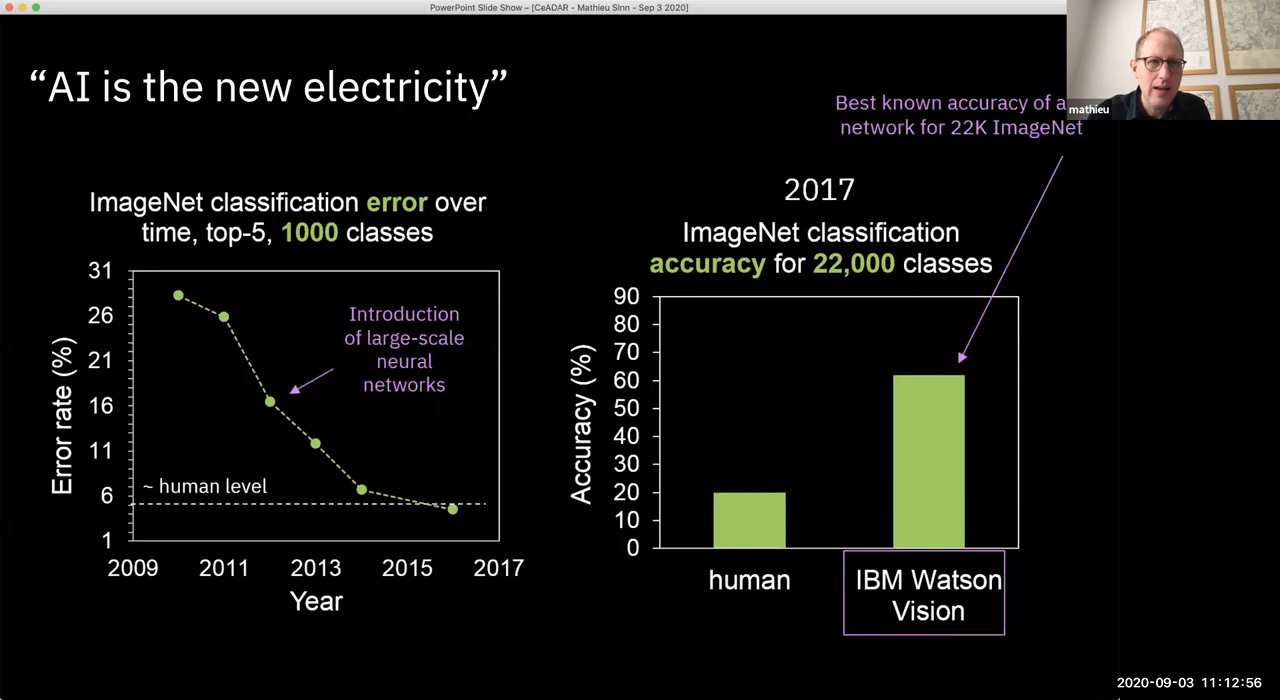 PowerPoint Slide Show – [CeADAR - Mathieu SInn - Sep 3 2020]
“AI is the new electricity”
mathieu
Best known accuracy of a
network for 22K ImageNet
ImageNet classification error over
time, top-5, 1000 classes
31
26
21
16
11
6
1
Error rate (%)
Introduction
of large-scale
neural
networks
~ human level
2009
2011
2013
2015
2017
Year
2017
ImageNet classification
accuracy for 22,000 classes
90
80
70
60
50
40
30
20
10
0
Accuracy (%)
human
IBM Watson
Vision
2020-09-03 11:12:56